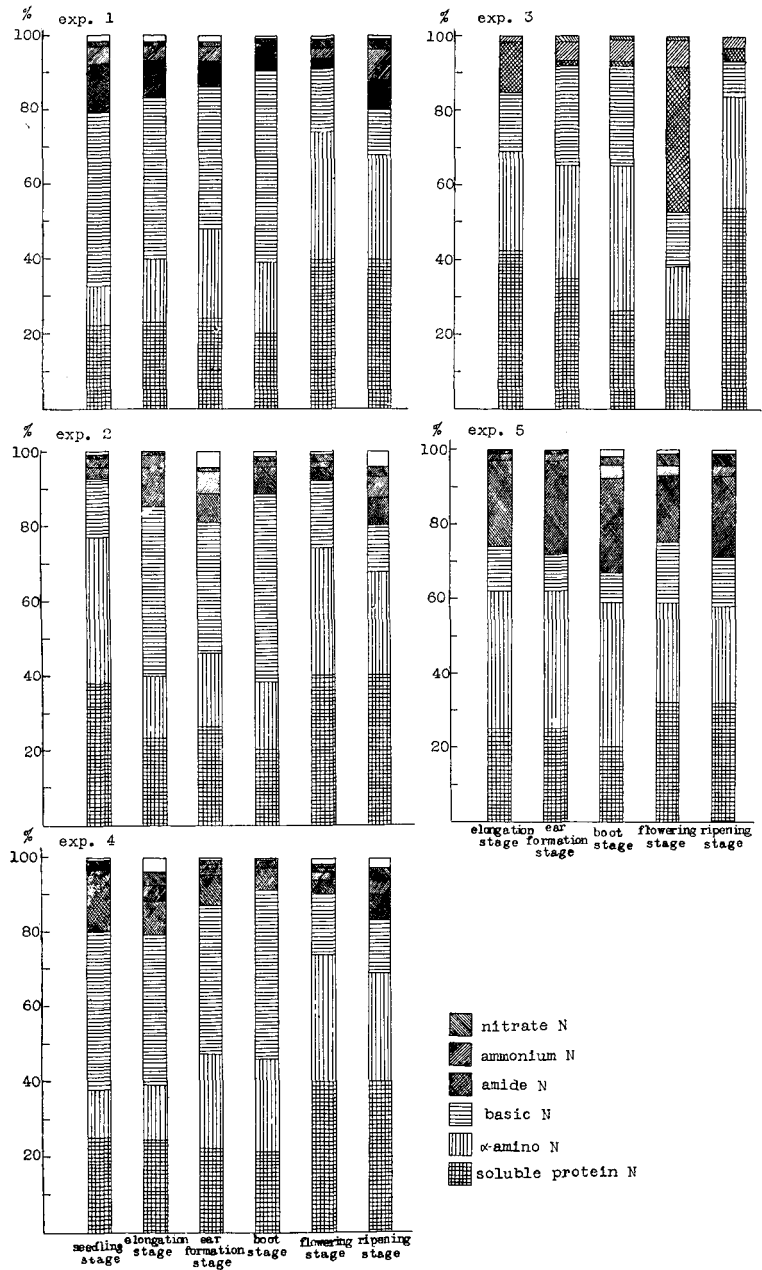 %
exp. 1
100
80
60
40
20
%
exp. 3
100
80
60
40
20
%
exp. 2
100
80
60
40
20
%
exp. 5
100
80
60
40
20
elongation stage
ear formation stage
boot stage
flowering stage
ripening stage
%
exp. 4
100
80
60
40
20
seedling stage
elongation stage
ear formation stage
boot stage
flowering stage
ripening stage
nitrate N
ammonium N
amide N
basic N
α-amino N
soluble protein N